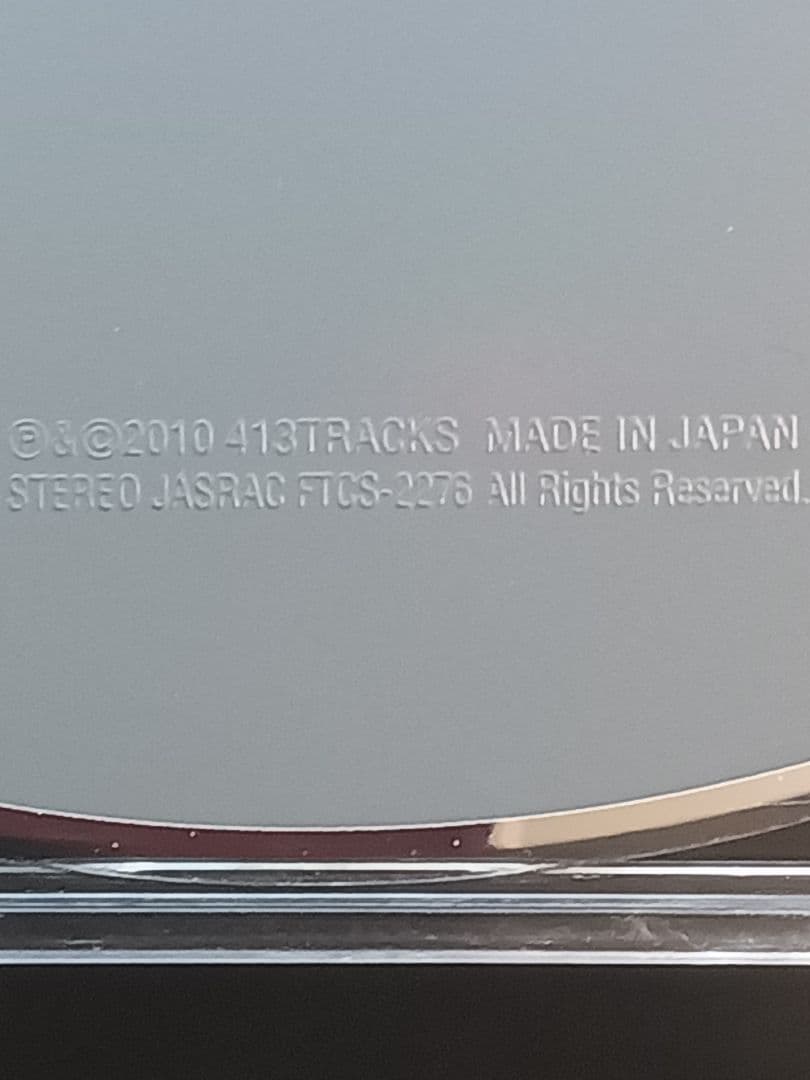 Ⓟ&©2010 413TRACKS MADE IN JAPAN
STEREO JASRAC FTCS-2276 All Rights Reserved.